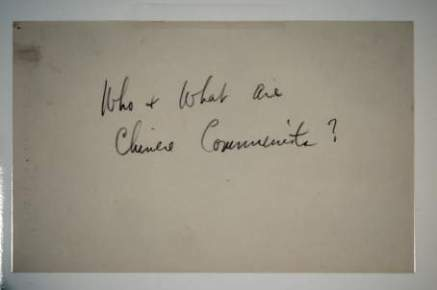 Who + What are
Chinese Communists?